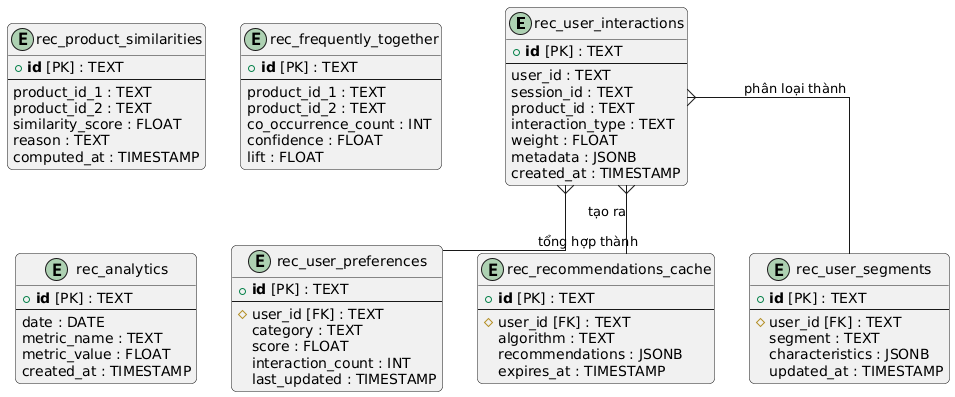 E rec_product_similarities
id [PK] : TEXT
product_id_1 : TEXT
product_id_2 : TEXT
similarity_score : FLOAT
reason : TEXT
computed_at : TIMESTAMP
E rec_frequently_together
id [PK] : TEXT
product_id_1 : TEXT
product_id_2 : TEXT
co_occurrence_count : INT
confidence : FLOAT
lift : FLOAT
E rec_user_interactions
id [PK] : TEXT
user_id : TEXT
session_id : TEXT
product_id : TEXT
interaction_type : TEXT
weight : FLOAT
metadata : JSONB
created_at : TIMESTAMP
phân loại thành
tạo ra
tổng hợp thành
E rec_analytics
id [PK] : TEXT
date : DATE
metric_name : TEXT
metric_value : FLOAT
created_at : TIMESTAMP
E rec_user_preferences
id [PK] : TEXT
user_id [FK] : TEXT
category : TEXT
score : FLOAT
interaction_count : INT
last_updated : TIMESTAMP
E rec_recommendations_cache
id [PK] : TEXT
user_id [FK] : TEXT
algorithm : TEXT
recommendations : JSONB
expires_at : TIMESTAMP
E rec_user_segments
id [PK] : TEXT
user_id [FK] : TEXT
segment : TEXT
characteristics : JSONB
updated_at : TIMESTAMP